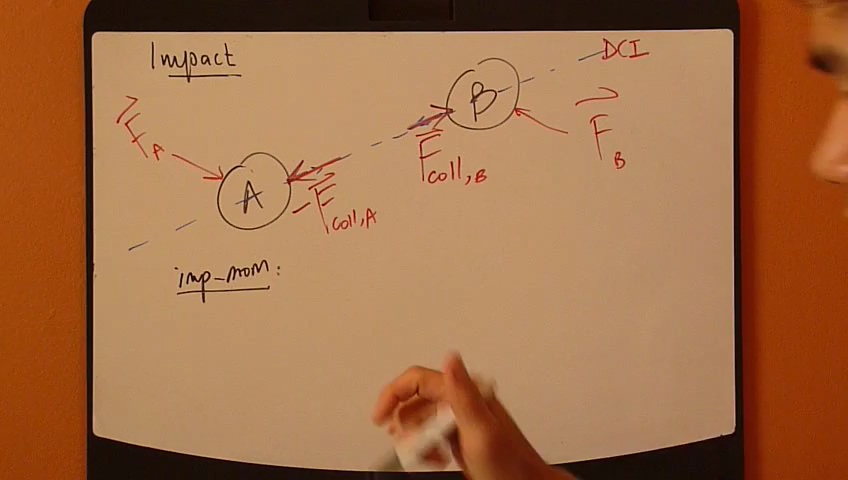 Impact
DCI
B
F_B
F_A
F_coll,B
A
-F_coll,A
imp-mom: